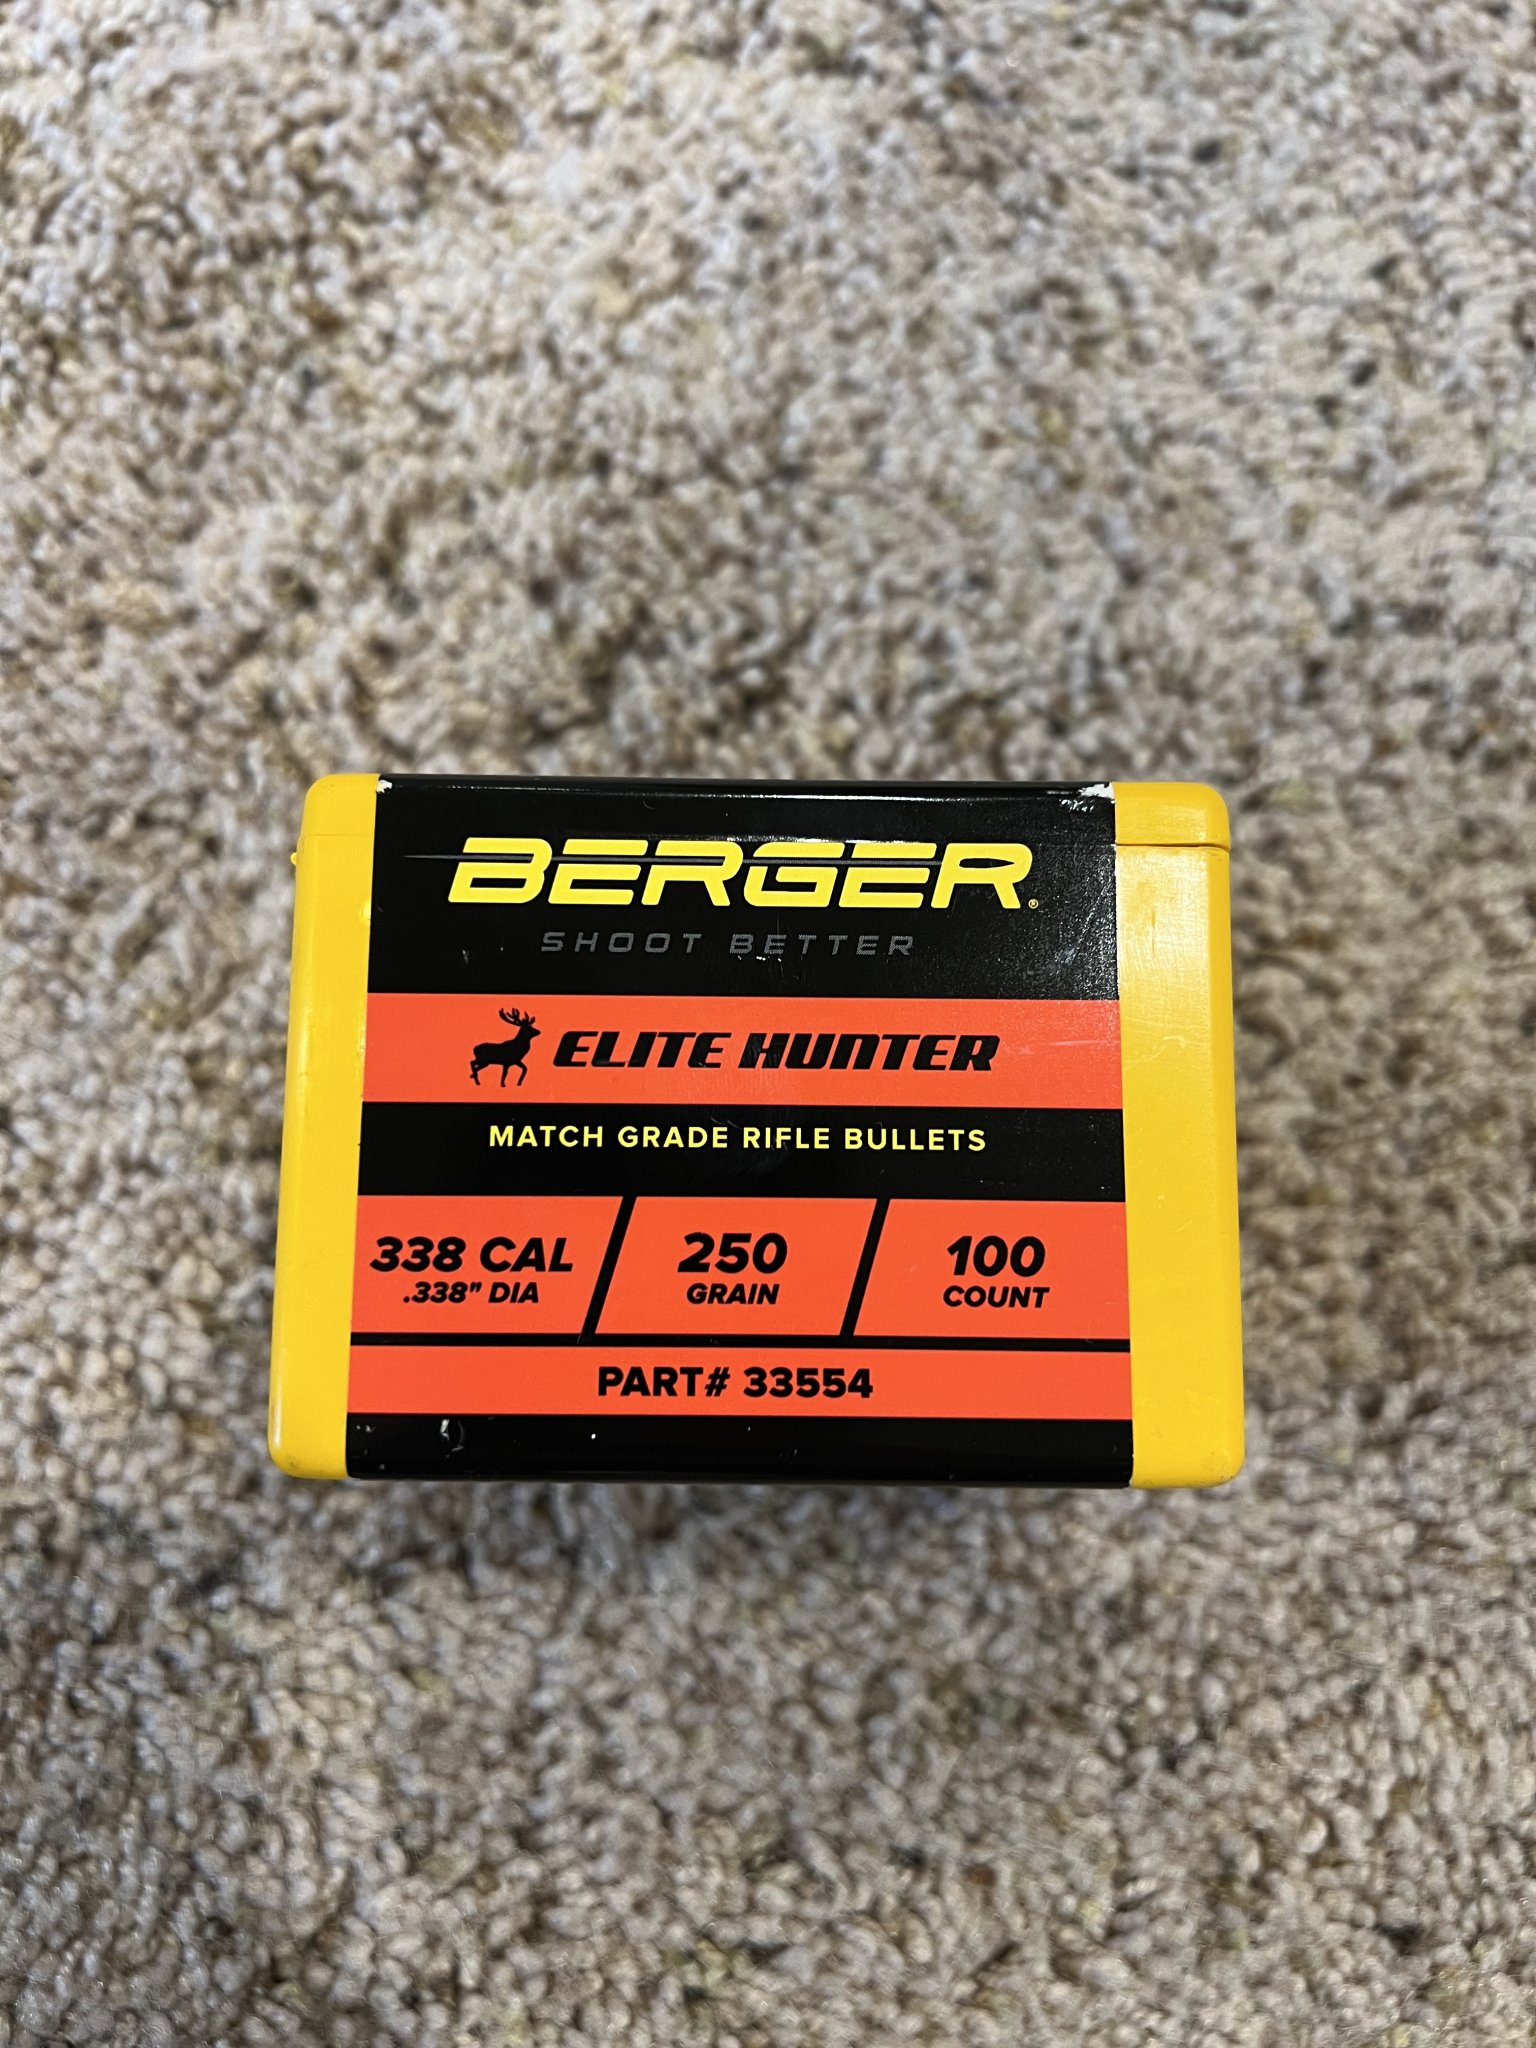 BERGER®
SHOOT BETTER
ELITE HUNTER
MATCH GRADE RIFLE BULLETS
338 CAL 250 100
.338" DIA GRAIN COUNT
PART# 33554